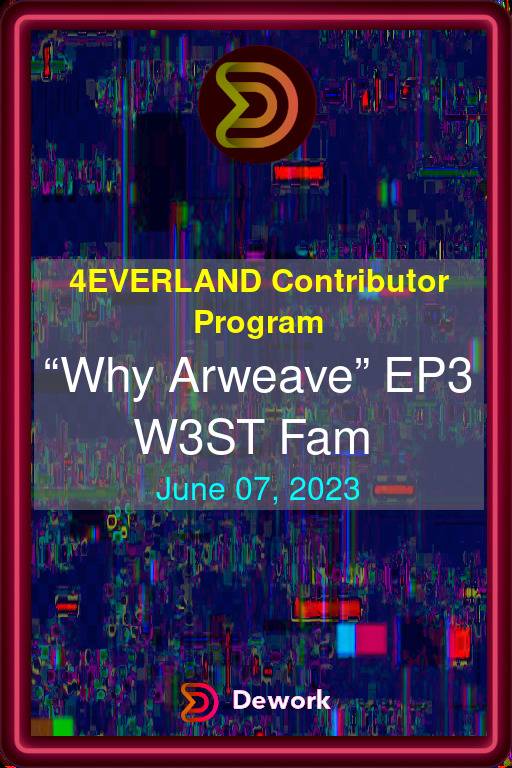 4EVERLAND Contributor
Program
“Why Arweave” EP3
W3ST Fam
June 07, 2023
Dework